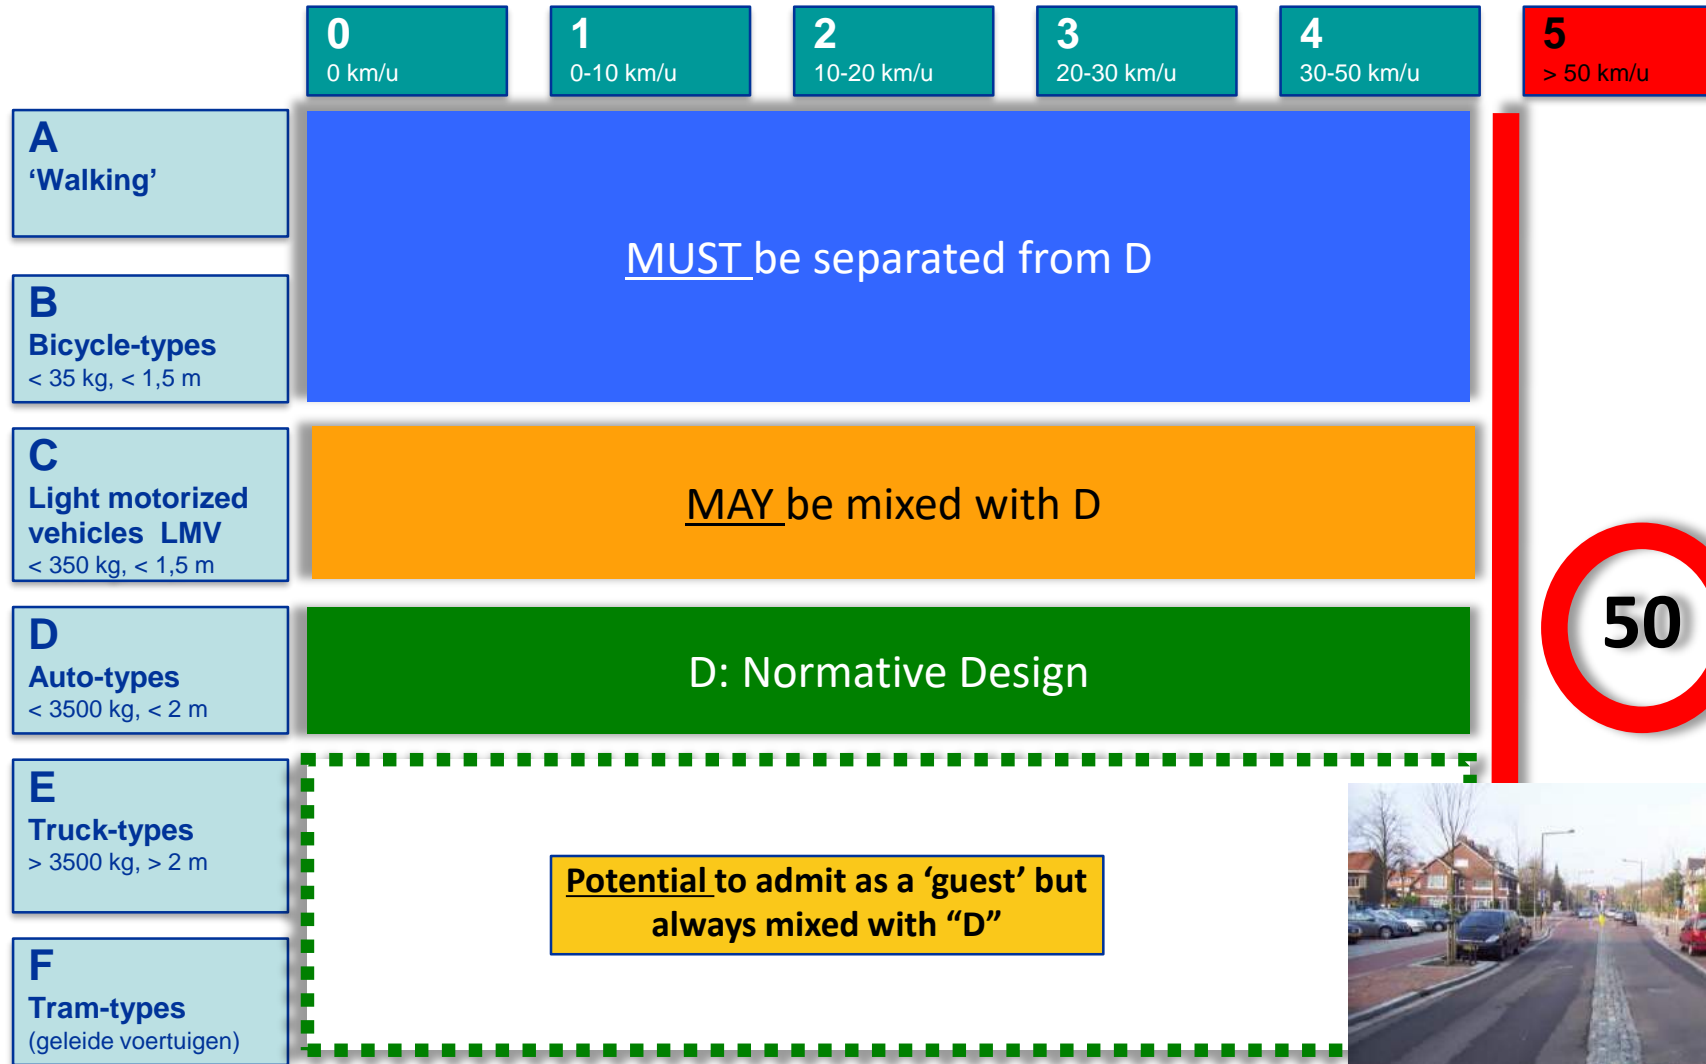 0
0 km/u
1
0-10 km/u
2
10-20 km/u
3
20-30 km/u
4
30-50 km/u
5
> 50 km/u
A
‘Walking’
MUST be separated from D
B
Bicycle-types
< 35 kg, < 1,5 m
C
Light motorized
vehicles LMV
< 350 kg, < 1,5 m
MAY be mixed with D
D
Auto-types
< 3500 kg, < 2 m
D: Normative Design
50
E
Truck-types
> 3500 kg, > 2 m
Potential to admit as a ‘guest’ but
always mixed with “D”
F
Tram-types
(geleide voertuigen)